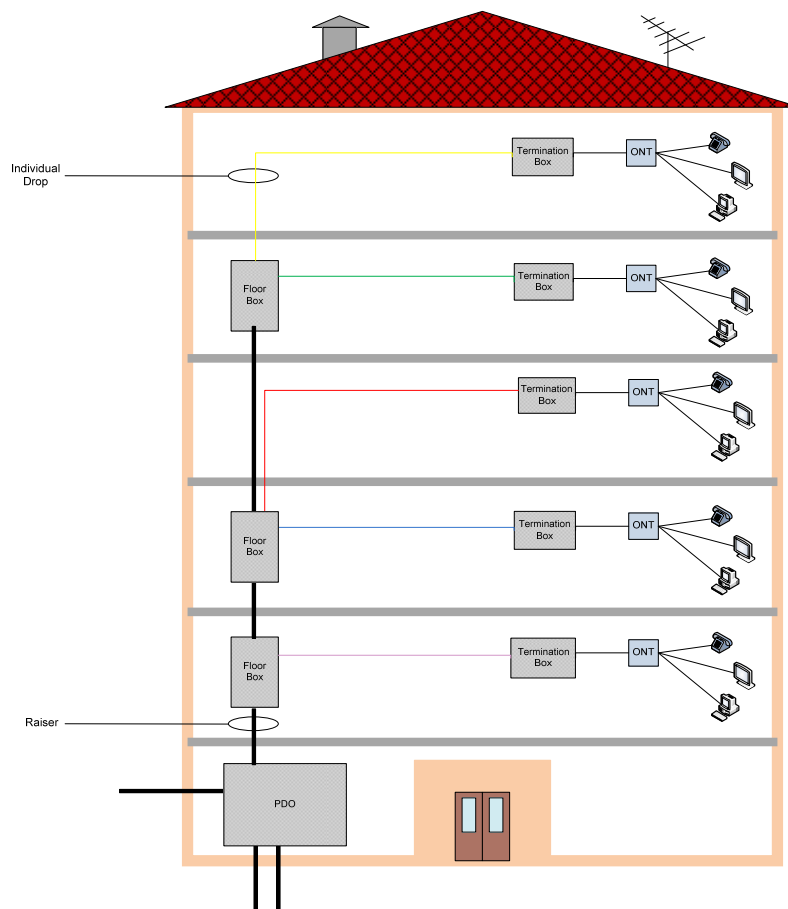 Individual
Drop
Termination
Box
ONT
Floor
Box
Termination
Box
ONT
Termination
Box
ONT
Floor
Box
Termination
Box
ONT
Floor
Box
Termination
Box
ONT
Raiser
PDO